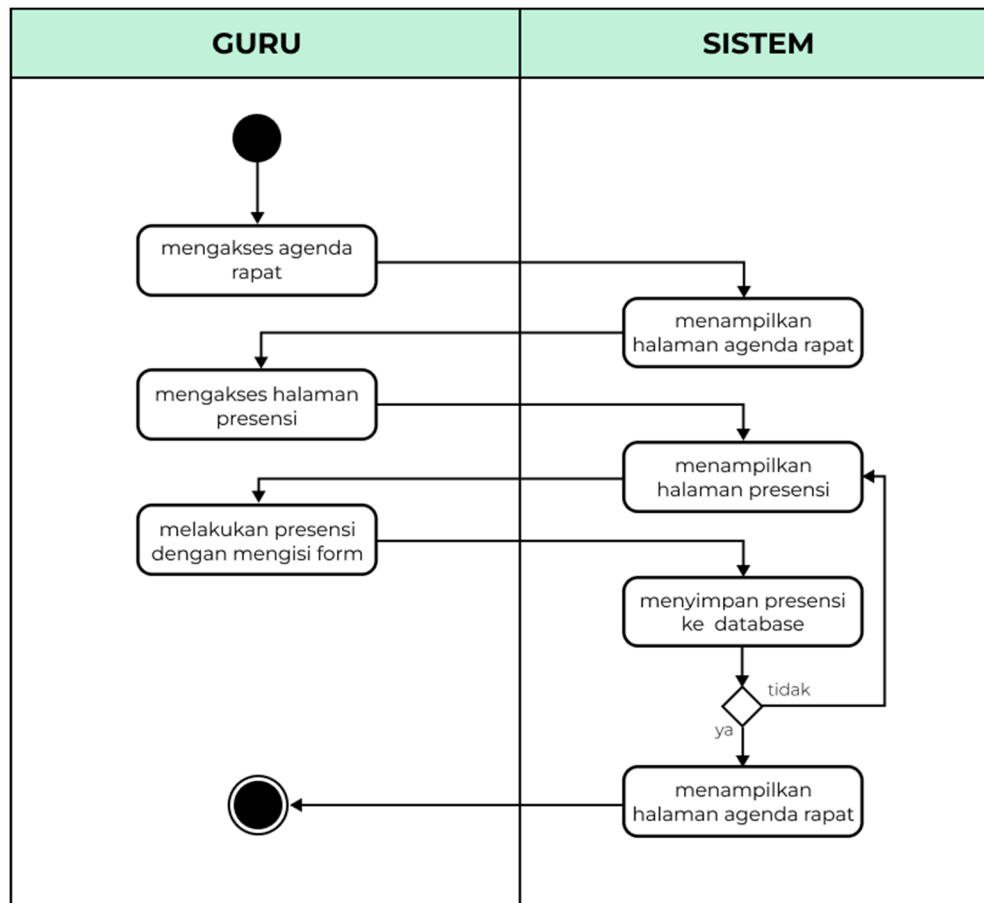 GURU
SISTEM
mengakses agenda
rapat
menampilkan
halaman agenda rapat
mengakses halaman
presensi
menampilkan
halaman presensi
melakukan presensi
dengan mengisi form
menyimpan presensi
ke database
tidak
ya
menampilkan
halaman agenda rapat